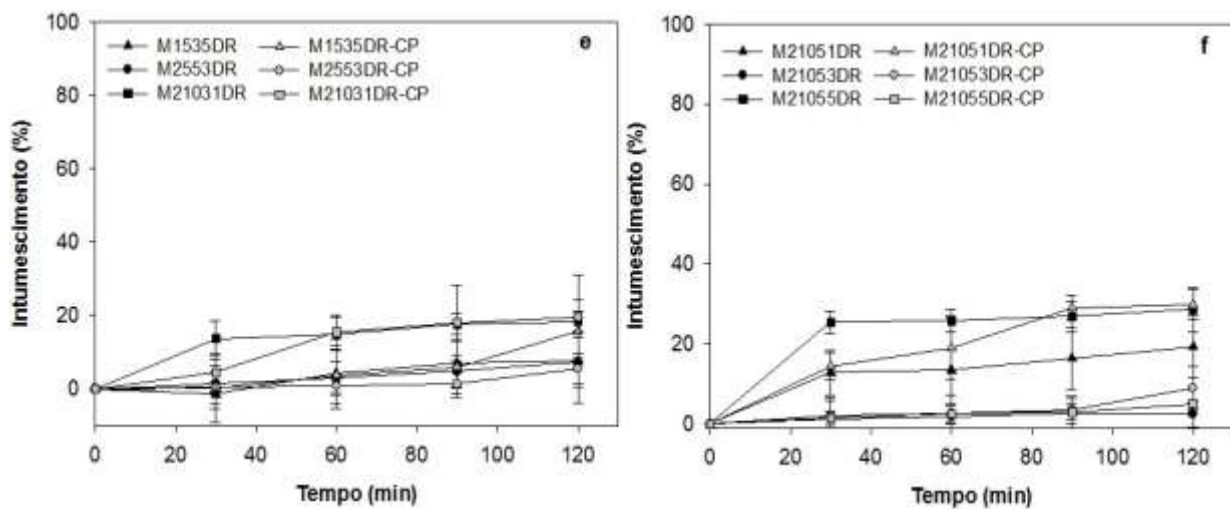 e
M1535DR M1535DR-CP
M2553DR M2553DR-CP
M21031DR M21031DR-CP
Intumescimento (%)
100
80
60
40
20
0
0 20 40 60 80 100 120
Tempo (min)
f
M21051DR M21051DR-CP
M21053DR M21053DR-CP
M21055DR M21055DR-CP
Intumescimento (%)
100
80
60
40
20
0
0 20 40 60 80 100 120
Tempo (min)